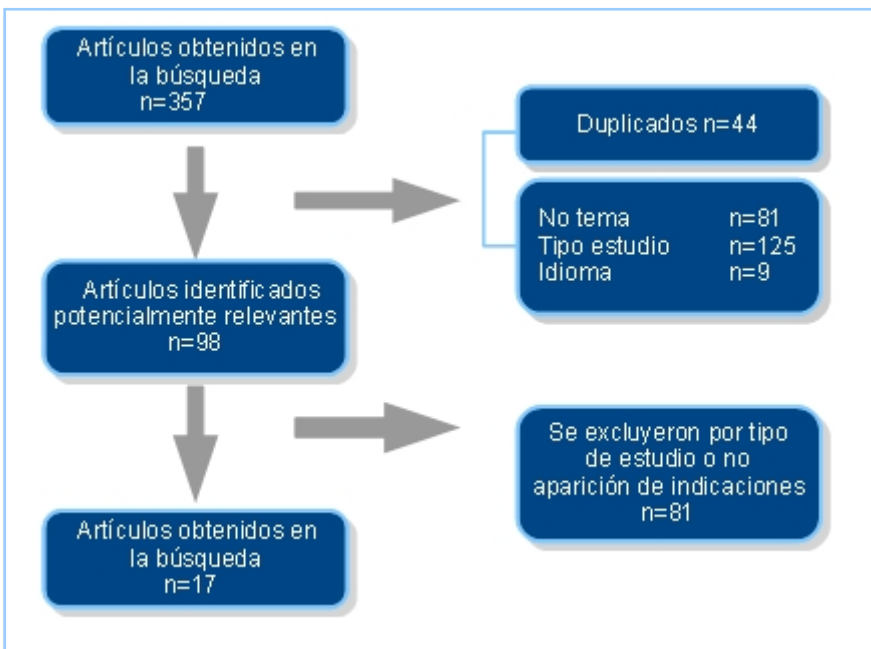 Artículos obtenidos en
la búsqueda
n=357
Duplicados n=44
No tema n=81
Tipo estudio n=125
Idioma n=9
Artículos identificados
potencialmente relevantes
n=98
Se excluyeron por tipo
de estudio o no
aparición de indicaciones
n=81
Artículos obtenidos en
la búsqueda
n=17